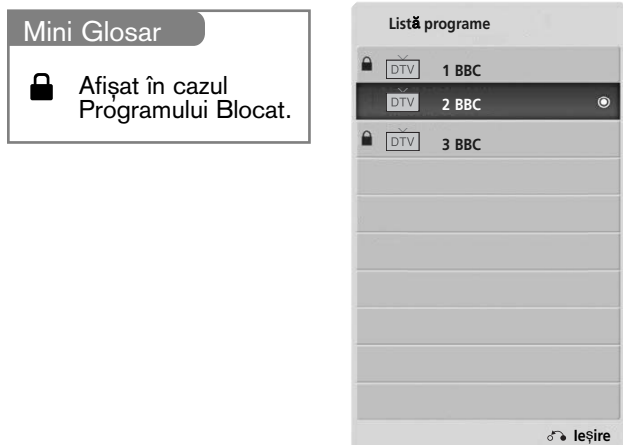 Mini Glosar
Afișat în cazul
Programului Blocat.
Listă programe
DTV 1 BBC
DTV 2 BBC
DTV 3 BBC
Ieșire